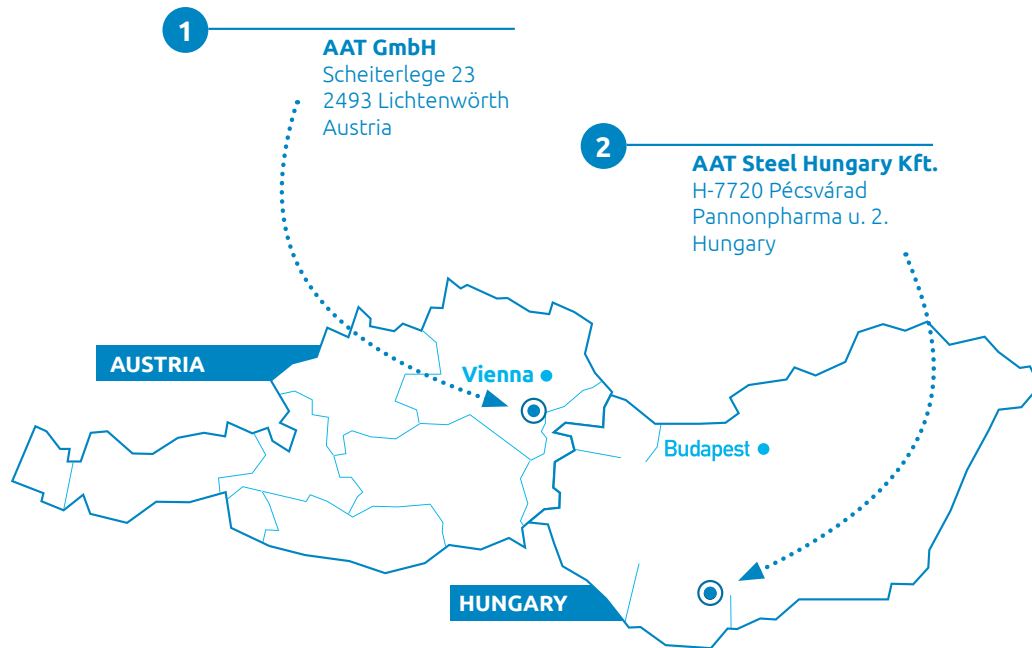 1
AAT GmbH
Scheiterlege 23
2493 Lichtenwörth
Austria
2
AAT Steel Hungary Kft.
H-7720 Pécsvárad
Pannonpharma u. 2.
Hungary
AUSTRIA
Vienna
Budapest
HUNGARY